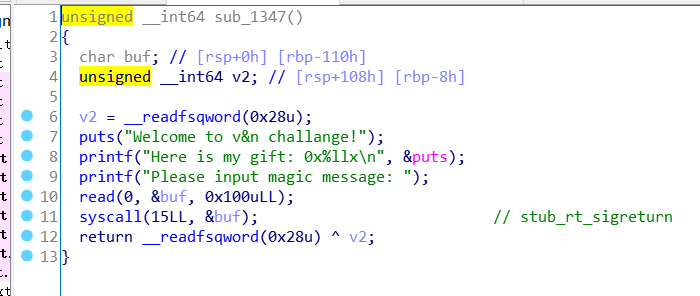 1 unsigned __int64 sub_1347()
2 {
3 char buf; // [rsp+0h] [rbp-110h]
4 unsigned __int64 v2; // [rsp+108h] [rbp-8h]
5
6 v2 = __readfsqword(0x28u);
7 puts("Welcome to v&n challange!");
8 printf("Here is my gift: 0x%llx\n", &puts);
9 printf("Please input magic message: ");
10 read(0, &buf, 0x100uLL);
11 syscall(15LL, &buf); // stub_rt_sigreturn
12 return __readfsqword(0x28u) ^ v2;
13 }